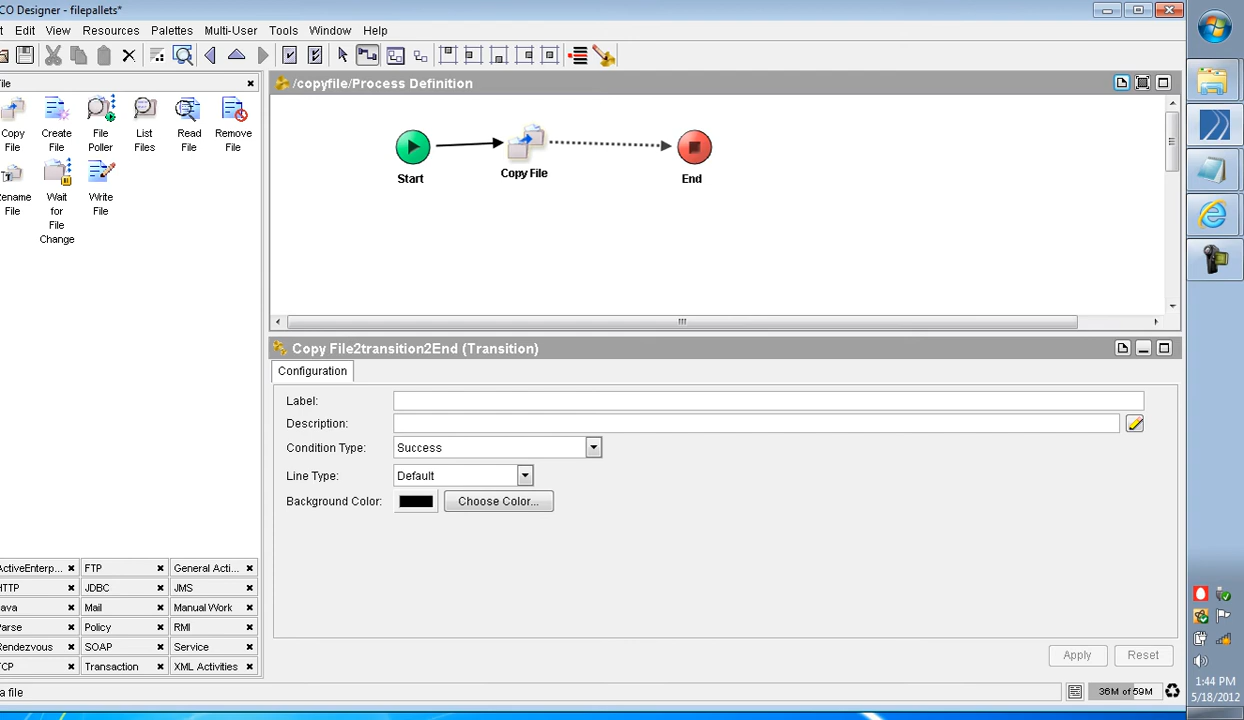 CO Designer - filepallets*
t Edit View Resources Palettes Multi-User Tools Window Help
ile
/copyfile/Process Definition
Copy File
Create File
File Poller
List Files
Read File
Remove File
ename File
Wait for File Change
Write File
Start
Copy File
End
Copy File2transition2End (Transition)
Configuration
Label:
Description:
Condition Type: Success
Line Type: Default
Background Color: Choose Color...
ActiveEnterp... FTP General Acti...
HTTP JDBC JMS
ava Mail Manual Work
Parse Policy RMI
Rendezvous SOAP Service
TCP Transaction XML Activities
Apply Reset
a file
36M of 59M
1:44 PM
5/18/2012